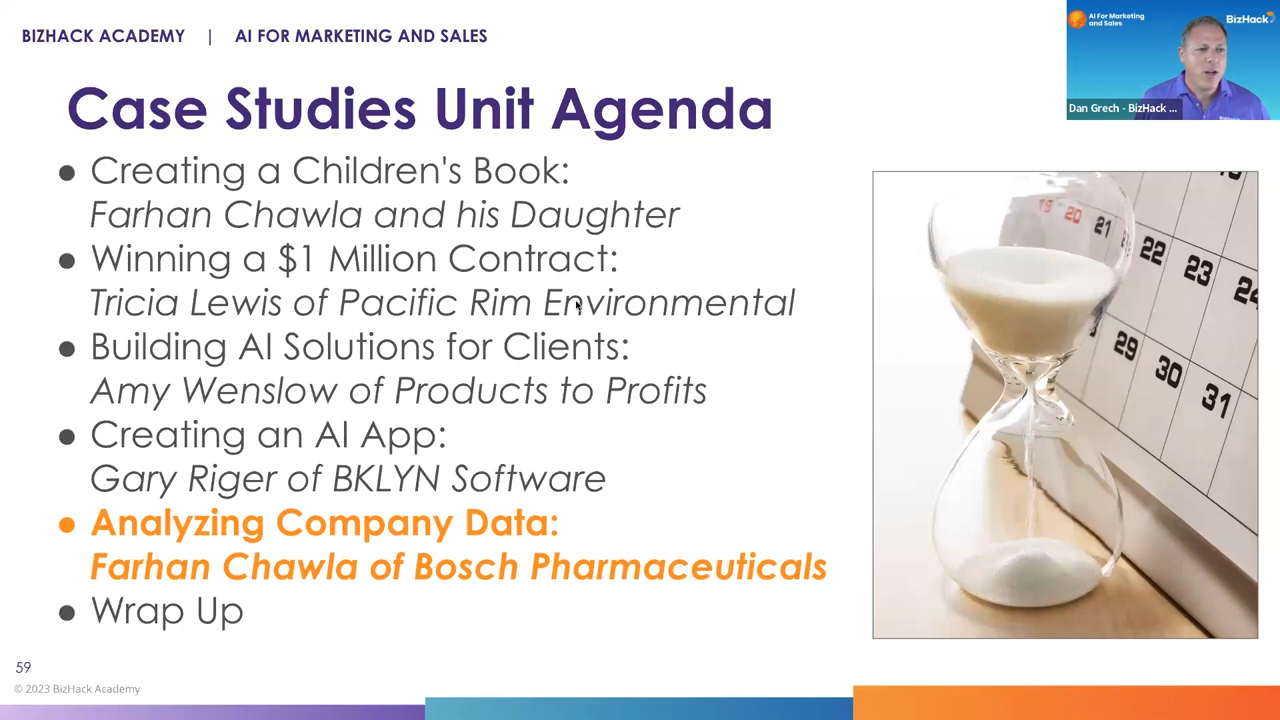 BIZHACK ACADEMY | AI FOR MARKETING AND SALES
AI For Marketing
and Sales
BizHack
Dan Grech - BizHack ...
Case Studies Unit Agenda
● Creating a Children's Book:
Farhan Chawla and his Daughter
● Winning a $1 Million Contract:
Tricia Lewis of Pacific Rim Environmental
● Building AI Solutions for Clients:
Amy Wenslow of Products to Profits
● Creating an AI App:
Gary Riger of BKLYN Software
● Analyzing Company Data:
Farhan Chawla of Bosch Pharmaceuticals
● Wrap Up
19 20 21 22 23 24
29 30 31
59
© 2023 BizHack Academy